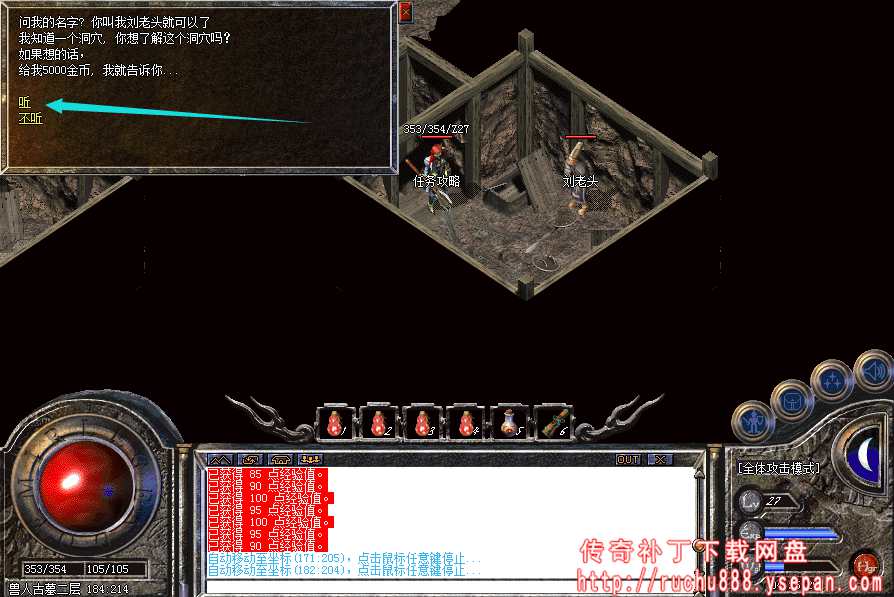 问我的名字? 你叫我刘老头就可以了
我知道一个洞穴, 你想了解这个洞穴吗?
如果想的话,
给我5000金币, 我就告诉你...
听
不听
353/354/Z27
任务攻略
刘老头
1
2
3
4
5
6
OUT
已获得 85 点经验值。
已获得 90 点经验值。
已获得 100 点经验值。
已获得 95 点经验值。
已获得 100 点经验值。
已获得 95 点经验值。
已获得 90 点经验值。
自动移动至坐标(171:205), 点击鼠标任意键停止...
自动移动至坐标(182:204), 点击鼠标任意键停止...
[全体攻击模式]
Lv 27
Exp
353/354
105/105
兽人古墓二层 184:214
传奇补丁下载网盘
http://ruchu888.ysepan.com/